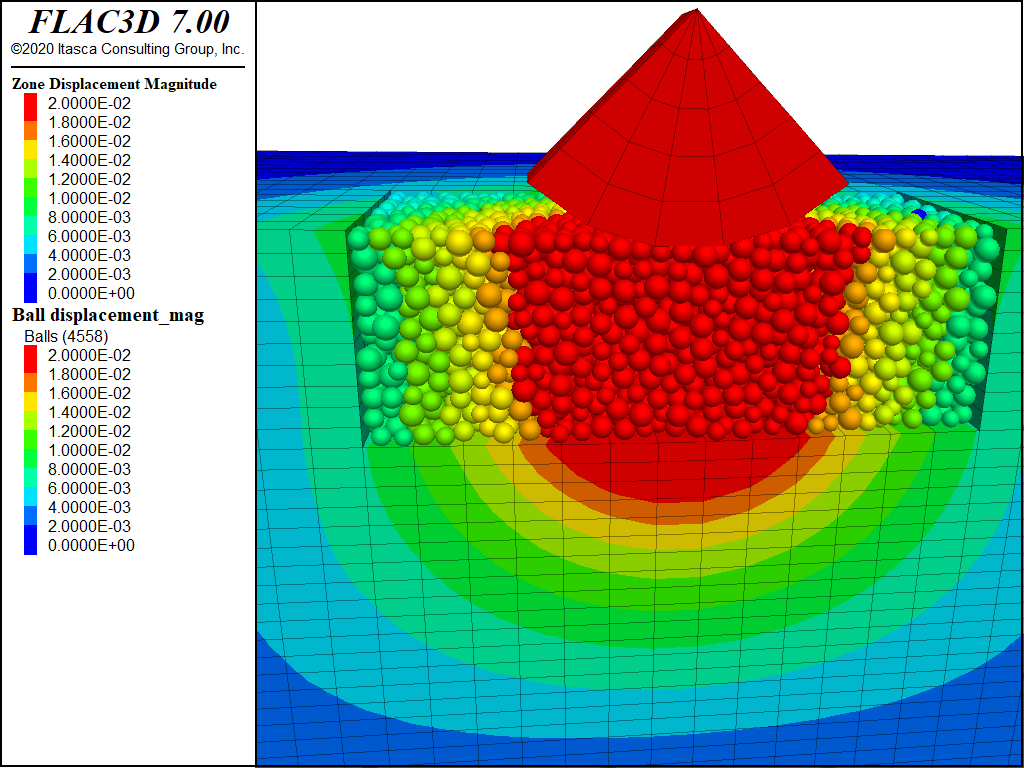 FLAC3D 7.00
©2020 Itasca Consulting Group, Inc.
Zone Displacement Magnitude
2.0000E-02
1.8000E-02
1.6000E-02
1.4000E-02
1.2000E-02
1.0000E-02
8.0000E-03
6.0000E-03
4.0000E-03
2.0000E-03
0.0000E+00
Ball displacement_mag
Balls (4558)
2.0000E-02
1.8000E-02
1.6000E-02
1.4000E-02
1.2000E-02
1.0000E-02
8.0000E-03
6.0000E-03
4.0000E-03
2.0000E-03
0.0000E+00